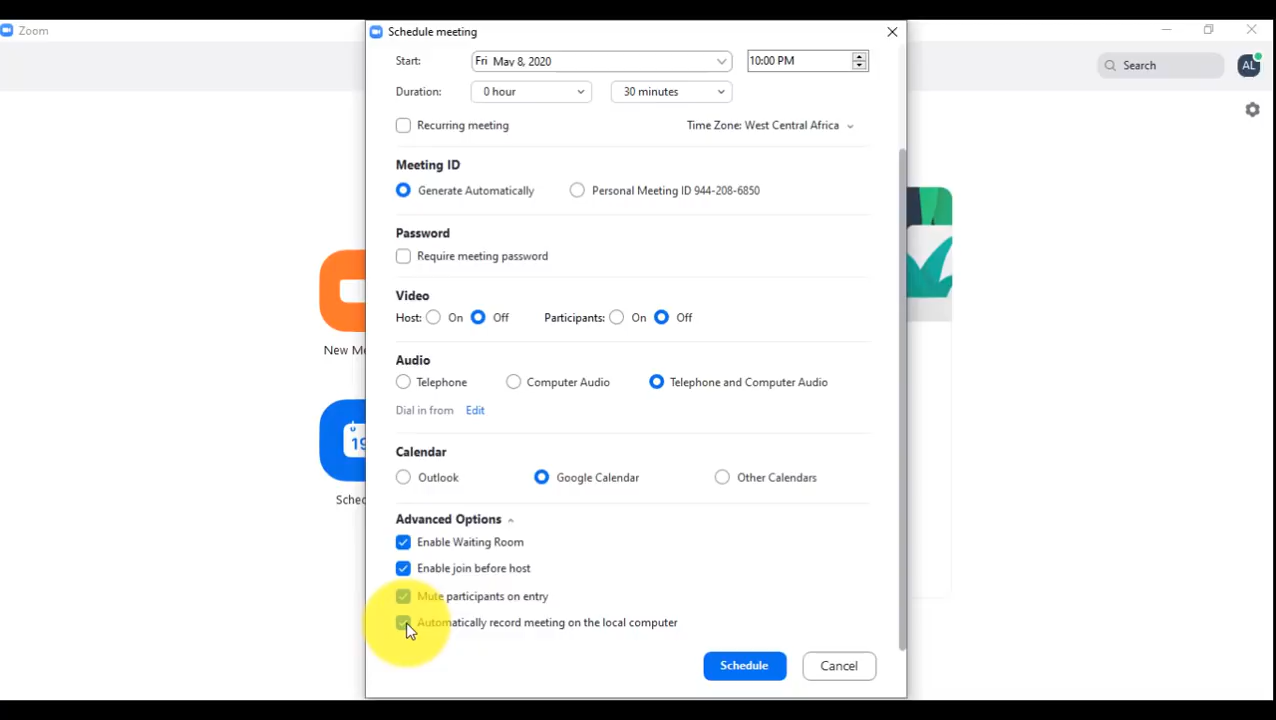 Zoom
Schedule meeting
Search
AL
Start: Fri May 8, 2020 10:00 PM
Duration: 0 hour 30 minutes
Recurring meeting Time Zone: West Central Africa
Meeting ID
Generate Automatically Personal Meeting ID 944-208-6850
Password
Require meeting password
Video
Host: On Off Participants: On Off
New Me
Audio
Telephone Computer Audio Telephone and Computer Audio
Dial in from Edit
19
Calendar
Outlook Google Calendar Other Calendars
Sched
Advanced Options
Enable Waiting Room
Enable join before host
Mute participants on entry
Automatically record meeting on the local computer
Schedule Cancel